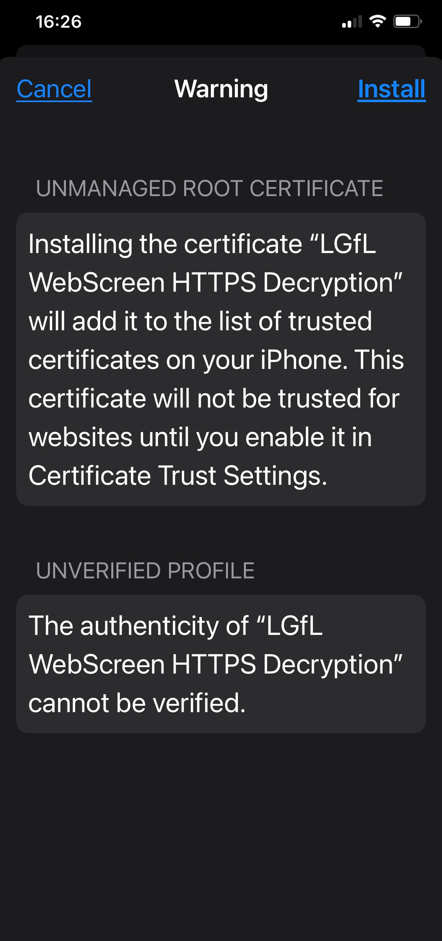 16:26
Cancel Warning Install
UNMANAGED ROOT CERTIFICATE
Installing the certificate “LGfL
WebScreen HTTPS Decryption”
will add it to the list of trusted
certificates on your iPhone. This
certificate will not be trusted for
websites until you enable it in
Certificate Trust Settings.
UNVERIFIED PROFILE
The authenticity of “LGfL
WebScreen HTTPS Decryption”
cannot be verified.